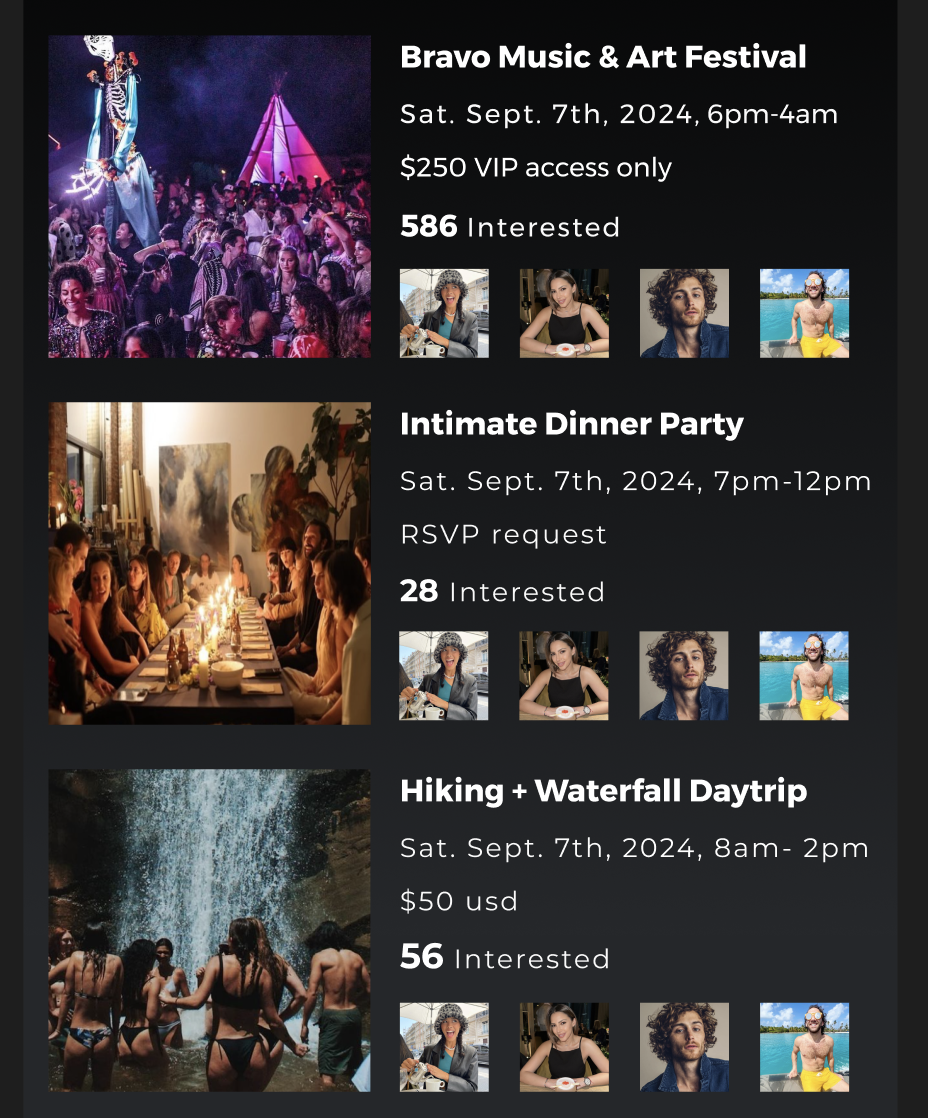 Bravo Music & Art Festival
Sat. Sept. 7th, 2024, 6pm-4am
$250 VIP access only
586 Interested
Intimate Dinner Party
Sat. Sept. 7th, 2024, 7pm-12pm
RSVP request
28 Interested
Hiking + Waterfall Daytrip
Sat. Sept. 7th, 2024, 8am- 2pm
$50 usd
56 Interested